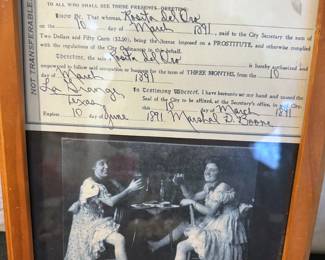 TO ALL WHO SHALL SEE THESE PRESENTS, GREETING:
Know Ye, That whereas, Rosita del Oro
on the 10 day of March 1891, paid to the City Secretary the sum of
Two Dollars and Fifty Cents ($2.50), being the license imposed on a PROSTITUTE, and otherwise complied
with the regulations of the City Ordinance in this behalf.
Therefore, the said Rosita del Oro is hereby authorized and
empowered to follow said occupation or happiness for the term of THREE MONTHS, from the 10
day of March 1891
La Grange In Testimony Whereof, I have hereunto set my hand and caused the
Texas Seal of the City to be affixed, at the Secretary's office, in said City,
this 10 day of March 1891
Expires 10 day of June 1891 Marshal D. Boone
NOT TRANSFERABLE